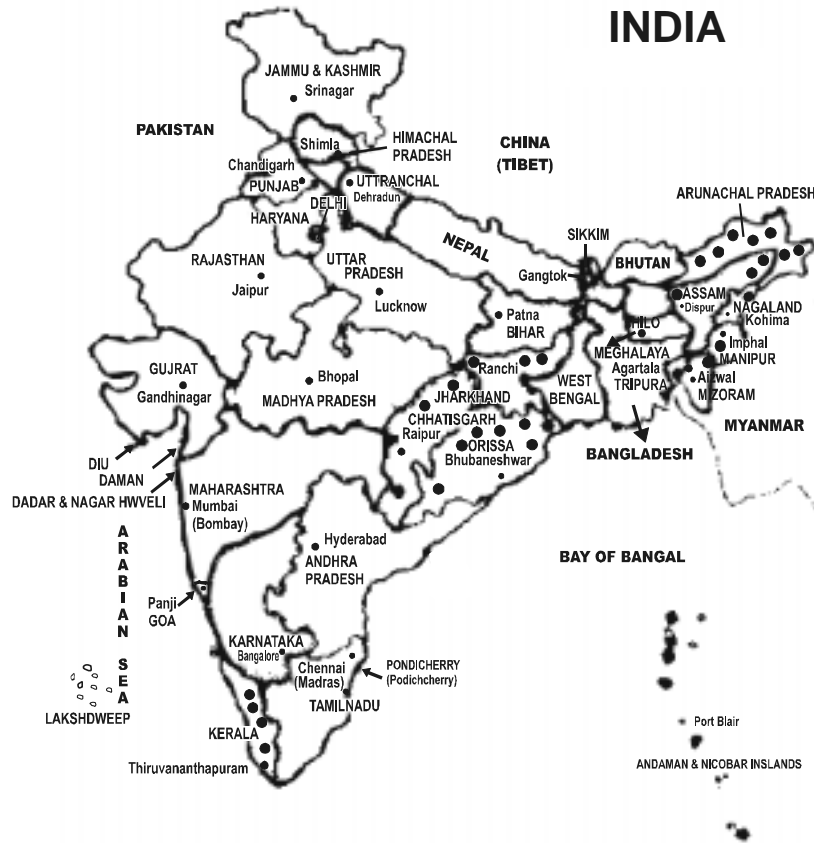 INDIA
JAMMU & KASHMIR
Srinagar
PAKISTAN
Shimla
HIMACHAL
PRADESH
CHINA
(TIBET)
Chandigarh
PUNJAB
UTTRANCHAL
Dehradun
HARYANA
DELHI
ARUNACHAL PRADESH
NEPAL
SIKKIM
BHUTAN
Gangtok
RAJASTHAN
Jaipur
UTTAR
PRADESH
Lucknow
ASSAM
Dispur
NAGALAND
Kohima
Patna
BIHAR
HILO
Imphal
MANIPUR
MEGHALAYA
Agartala
TRIPURA
Aizwal
MIZORAM
GUJRAT
Gandhinagar
Bhopal
MADHYA PRADESH
Ranchi
JHARKHAND
WEST
BENGAL
CHHATISGARH
Raipur
ORISSA
Bhubaneshwar
MYANMAR
BANGLADESH
DIU
DAMAN
DADAR & NAGAR HWVELI
MAHARASHTRA
Mumbai
(Bombay)
Hyderabad
ANDHRA
PRADESH
BAY OF BANGAL
ARABIAN SEA
Panji
GOA
KARNATAKA
Bangalore
Chennai
(Madras)
PONDICHERRY
(Podichcherry)
TAMILNADU
LAKSHDWEEP
KERALA
Thiruvananthapuram
Port Blair
ANDAMAN & NICOBAR INSLANDS